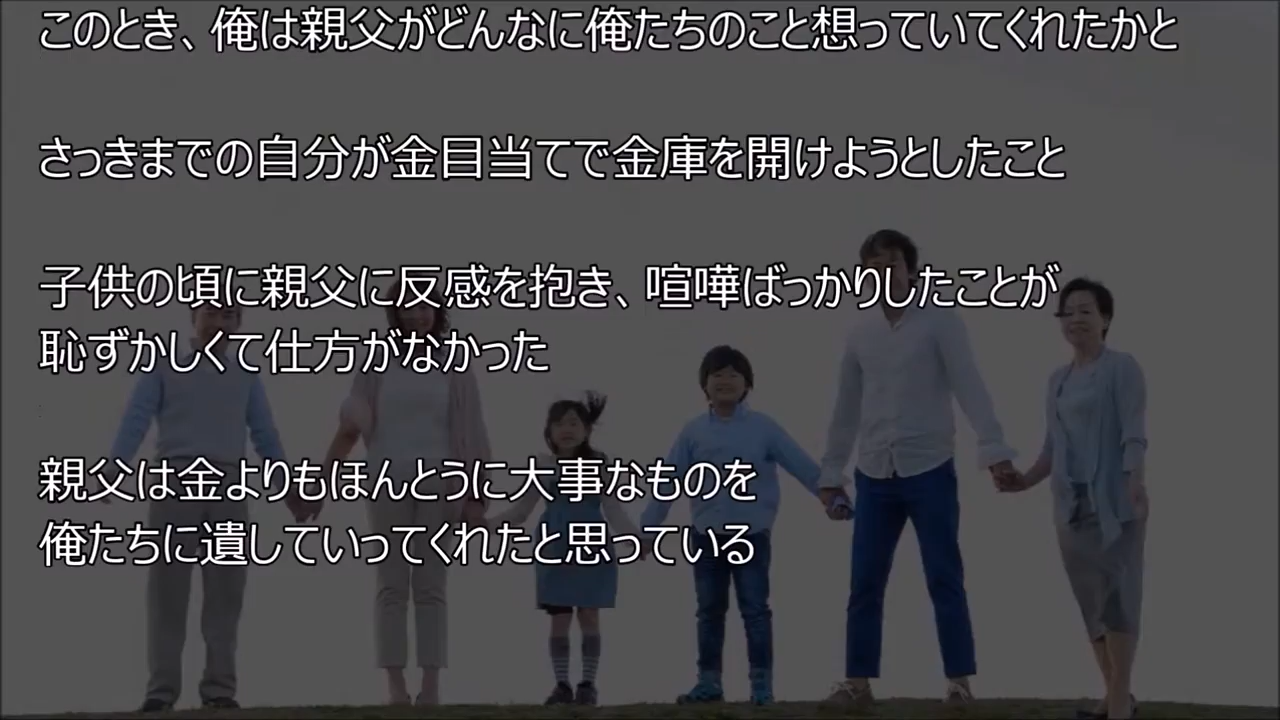 このとき、俺は親父がどんなに俺たちのこと想っていてくれたかと
さっきまでの自分が金目当てで金庫を開けようとしたこと
子供の頃に親父に反感を抱き、喧嘩ばっかりしたことが
恥ずかしくて仕方がなかった
親父は金よりもほんとうに大事なものを
俺たちに遺していってくれたと思っている